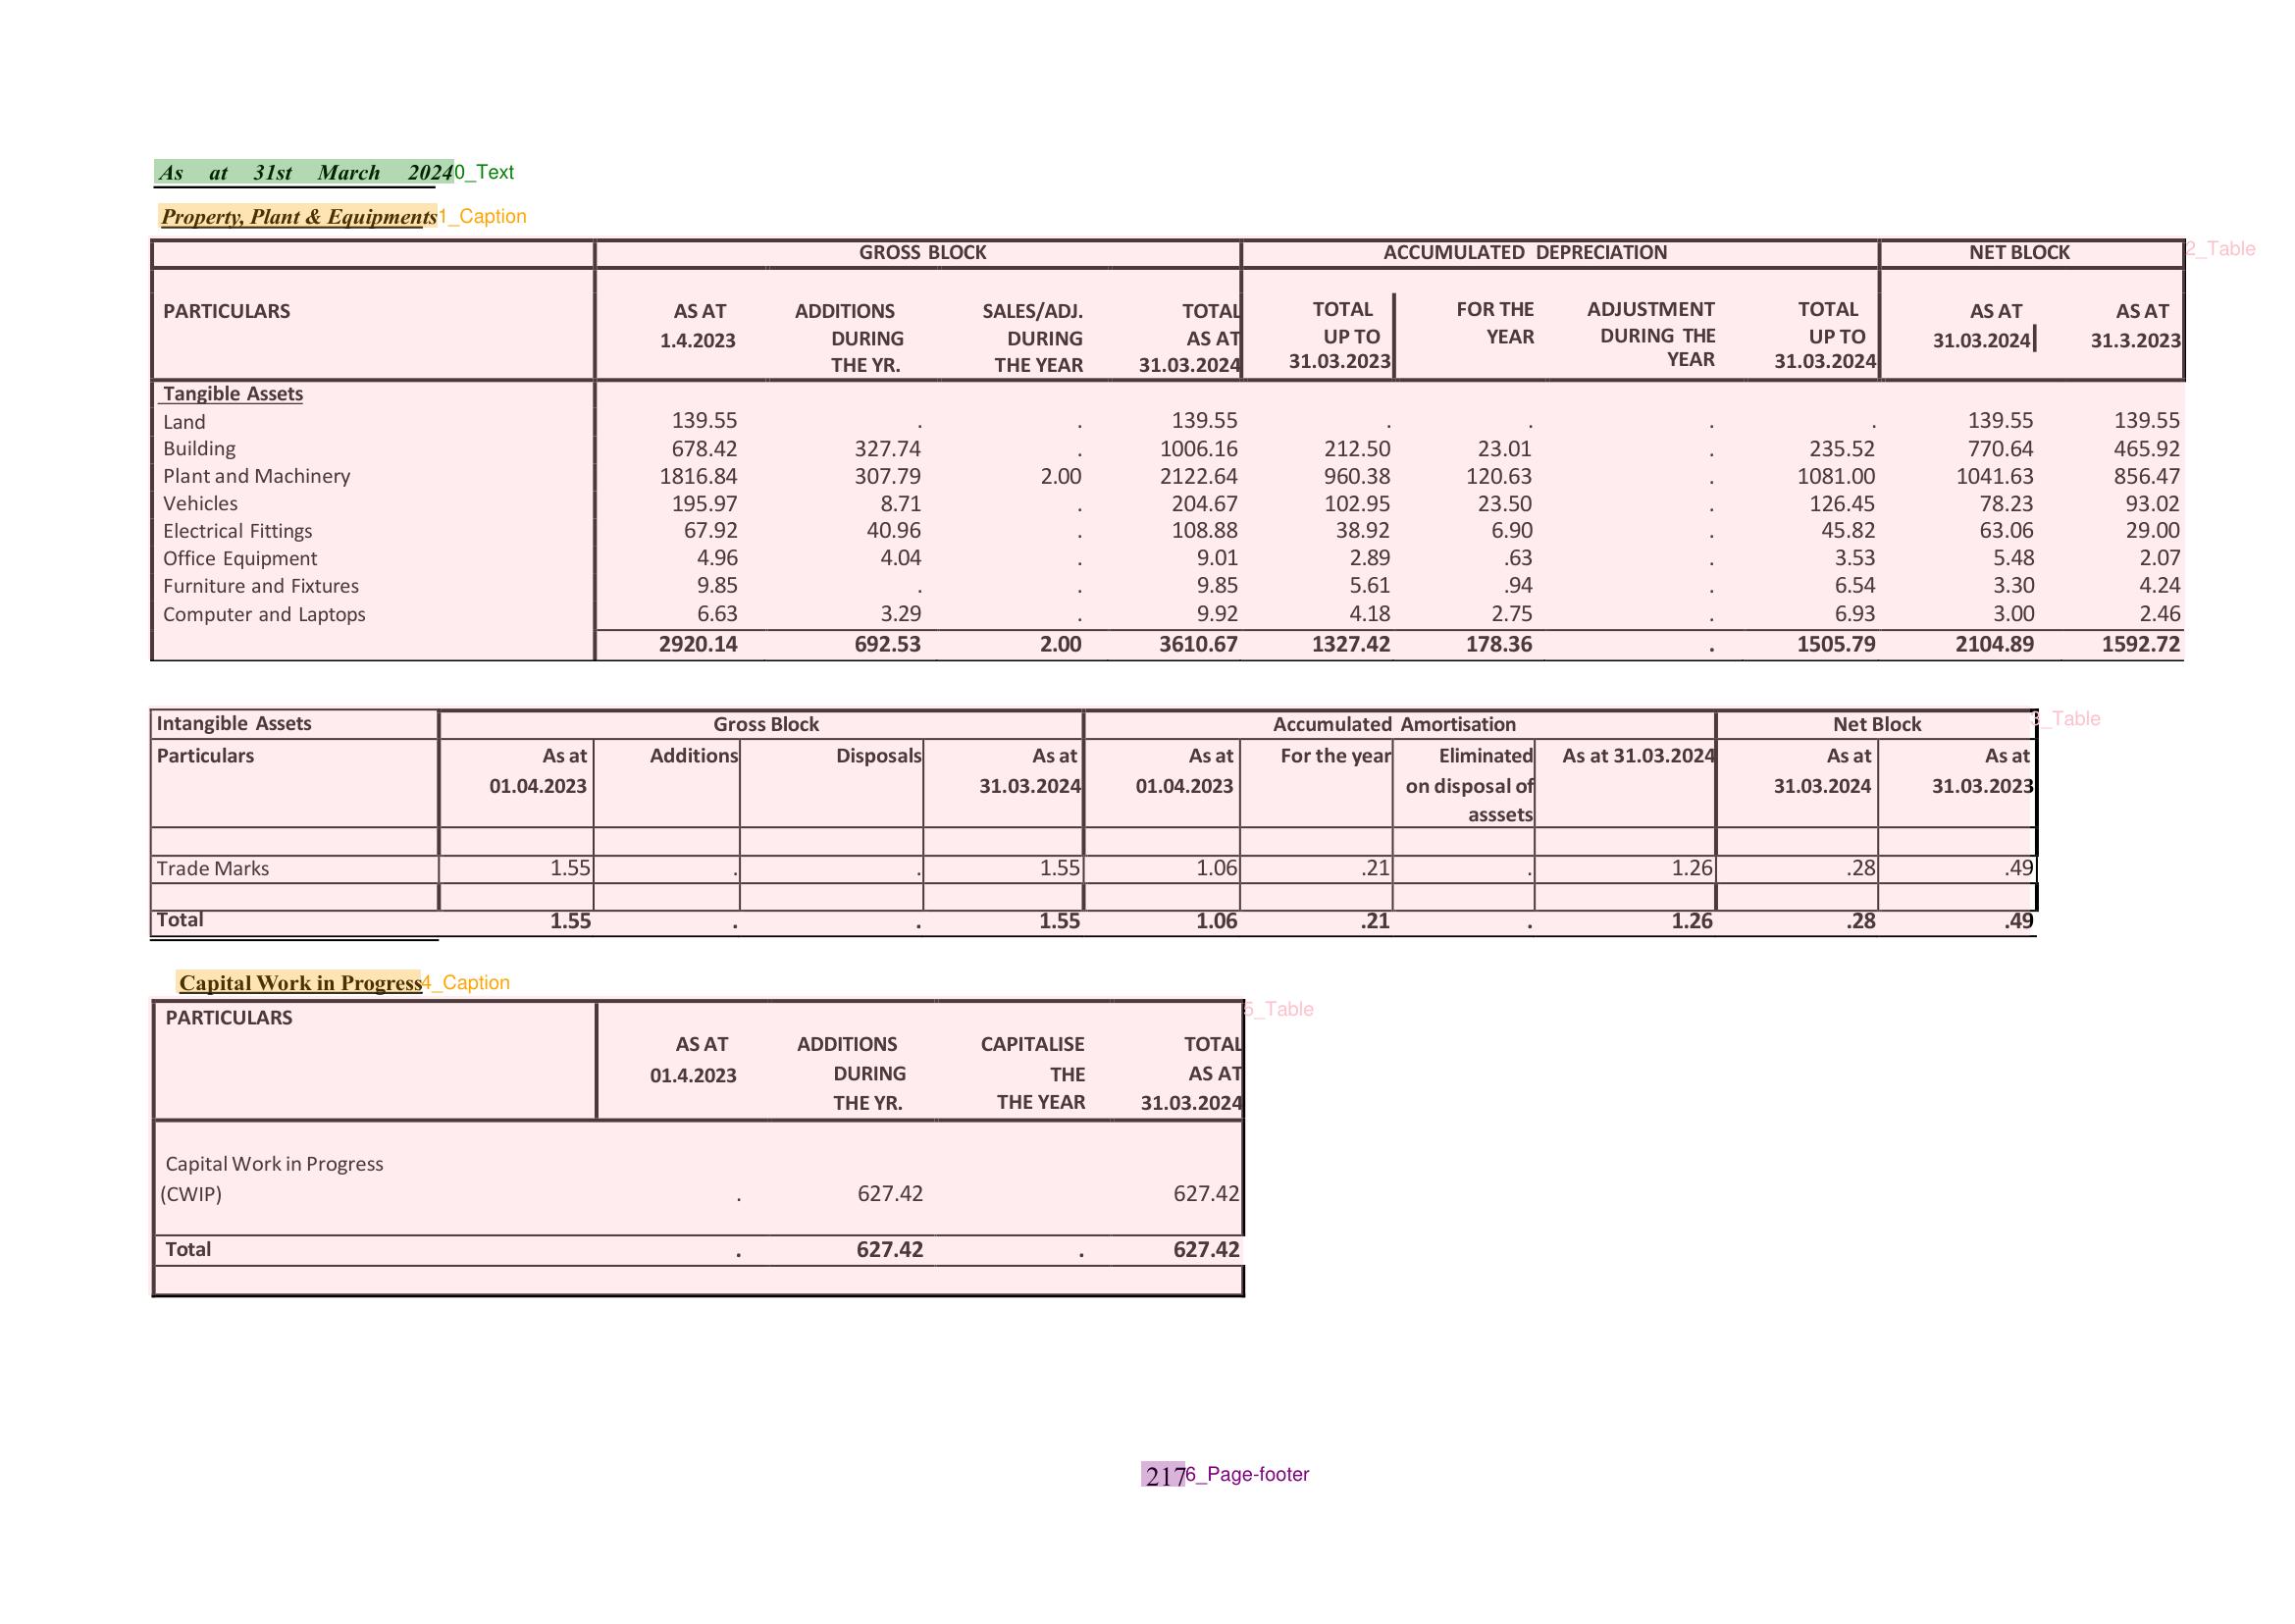 As at 31st March 2024 0_Text
Property, Plant & Equipments 1_Caption
GROSS BLOCK ACCUMULATED DEPRECIATION NET BLOCK 2_Table
PARTICULARS AS AT ADDITIONS SALES/ADJ. TOTAL TOTAL FOR THE ADJUSTMENT TOTAL AS AT AS AT
1.4.2023 DURING DURING AS AT UP TO YEAR DURING THE UP TO 31.03.2024 31.3.2023
THE YR. THE YEAR 31.03.2024 31.03.2023 YEAR 31.03.2024
Tangible Assets
Land 139.55 . . 139.55 . . . . 139.55 139.55
Building 678.42 327.74 . 1006.16 212.50 23.01 . 235.52 770.64 465.92
Plant and Machinery 1816.84 307.79 2.00 2122.64 960.38 120.63 . 1081.00 1041.63 856.47
Vehicles 195.97 8.71 . 204.67 102.95 23.50 . 126.45 78.23 93.02
Electrical Fittings 67.92 40.96 . 108.88 38.92 6.90 . 45.82 63.06 29.00
Office Equipment 4.96 4.04 . 9.01 2.89 .63 . 3.53 5.48 2.07
Furniture and Fixtures 9.85 . . 9.85 5.61 .94 . 6.54 3.30 4.24
Computer and Laptops 6.63 3.29 . 9.92 4.18 2.75 . 6.93 3.00 2.46
2920.14 692.53 2.00 3610.67 1327.42 178.36 . 1505.79 2104.89 1592.72
Intangible Assets Gross Block Accumulated Amortisation Net Block 3_Table
Particulars As at Additions Disposals As at As at For the year Eliminated As at 31.03.2024 As at As at
01.04.2023 31.03.2024 01.04.2023 on disposal of 31.03.2024 31.03.2023
asssets
Trade Marks 1.55 . . 1.55 1.06 .21 . 1.26 .28 .49
Total 1.55 . . 1.55 1.06 .21 . 1.26 .28 .49
Capital Work in Progress 4_Caption
PARTICULARS 5_Table
AS AT ADDITIONS CAPITALISE TOTAL
01.4.2023 DURING THE AS AT
THE YR. THE YEAR 31.03.2024
Capital Work in Progress
(CWIP) . 627.42 627.42
Total . 627.42 . 627.42
217 6_Page-footer